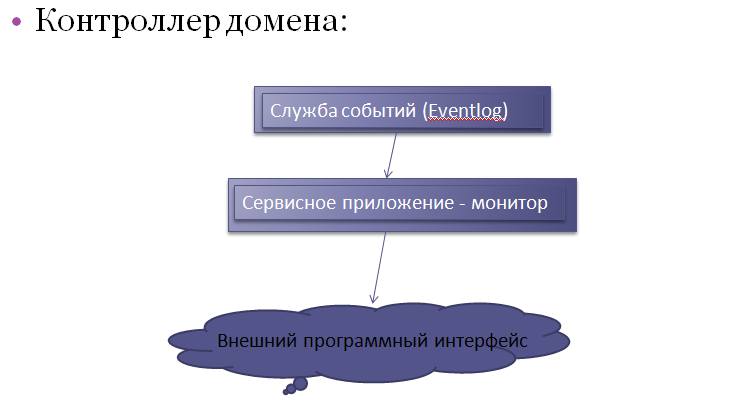 • Контроллер домена:
Служба событий (Eventlog)
Сервисное приложение - монитор
Внешний программный интерфейс